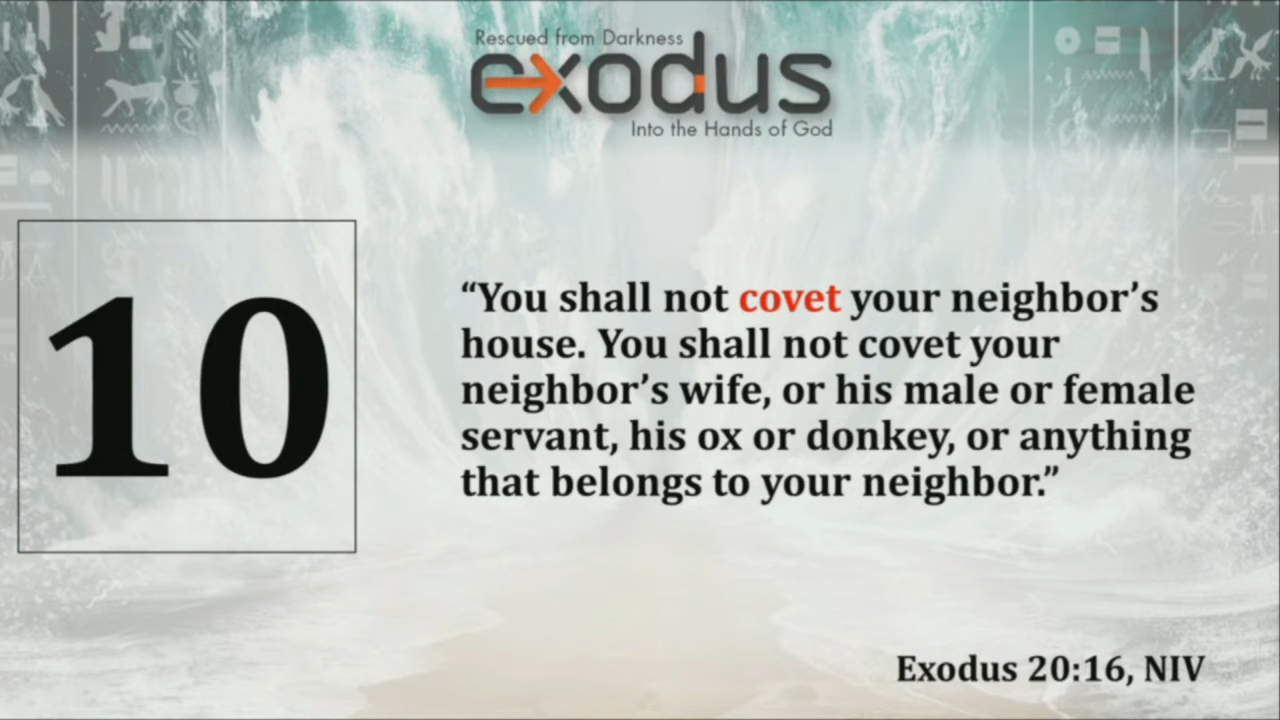 Rescued from Darkness
exodus
Into the Hands of God
10
“You shall not covet your neighbor’s
house. You shall not covet your
neighbor’s wife, or his male or female
servant, his ox or donkey, or anything
that belongs to your neighbor.”
Exodus 20:16, NIV